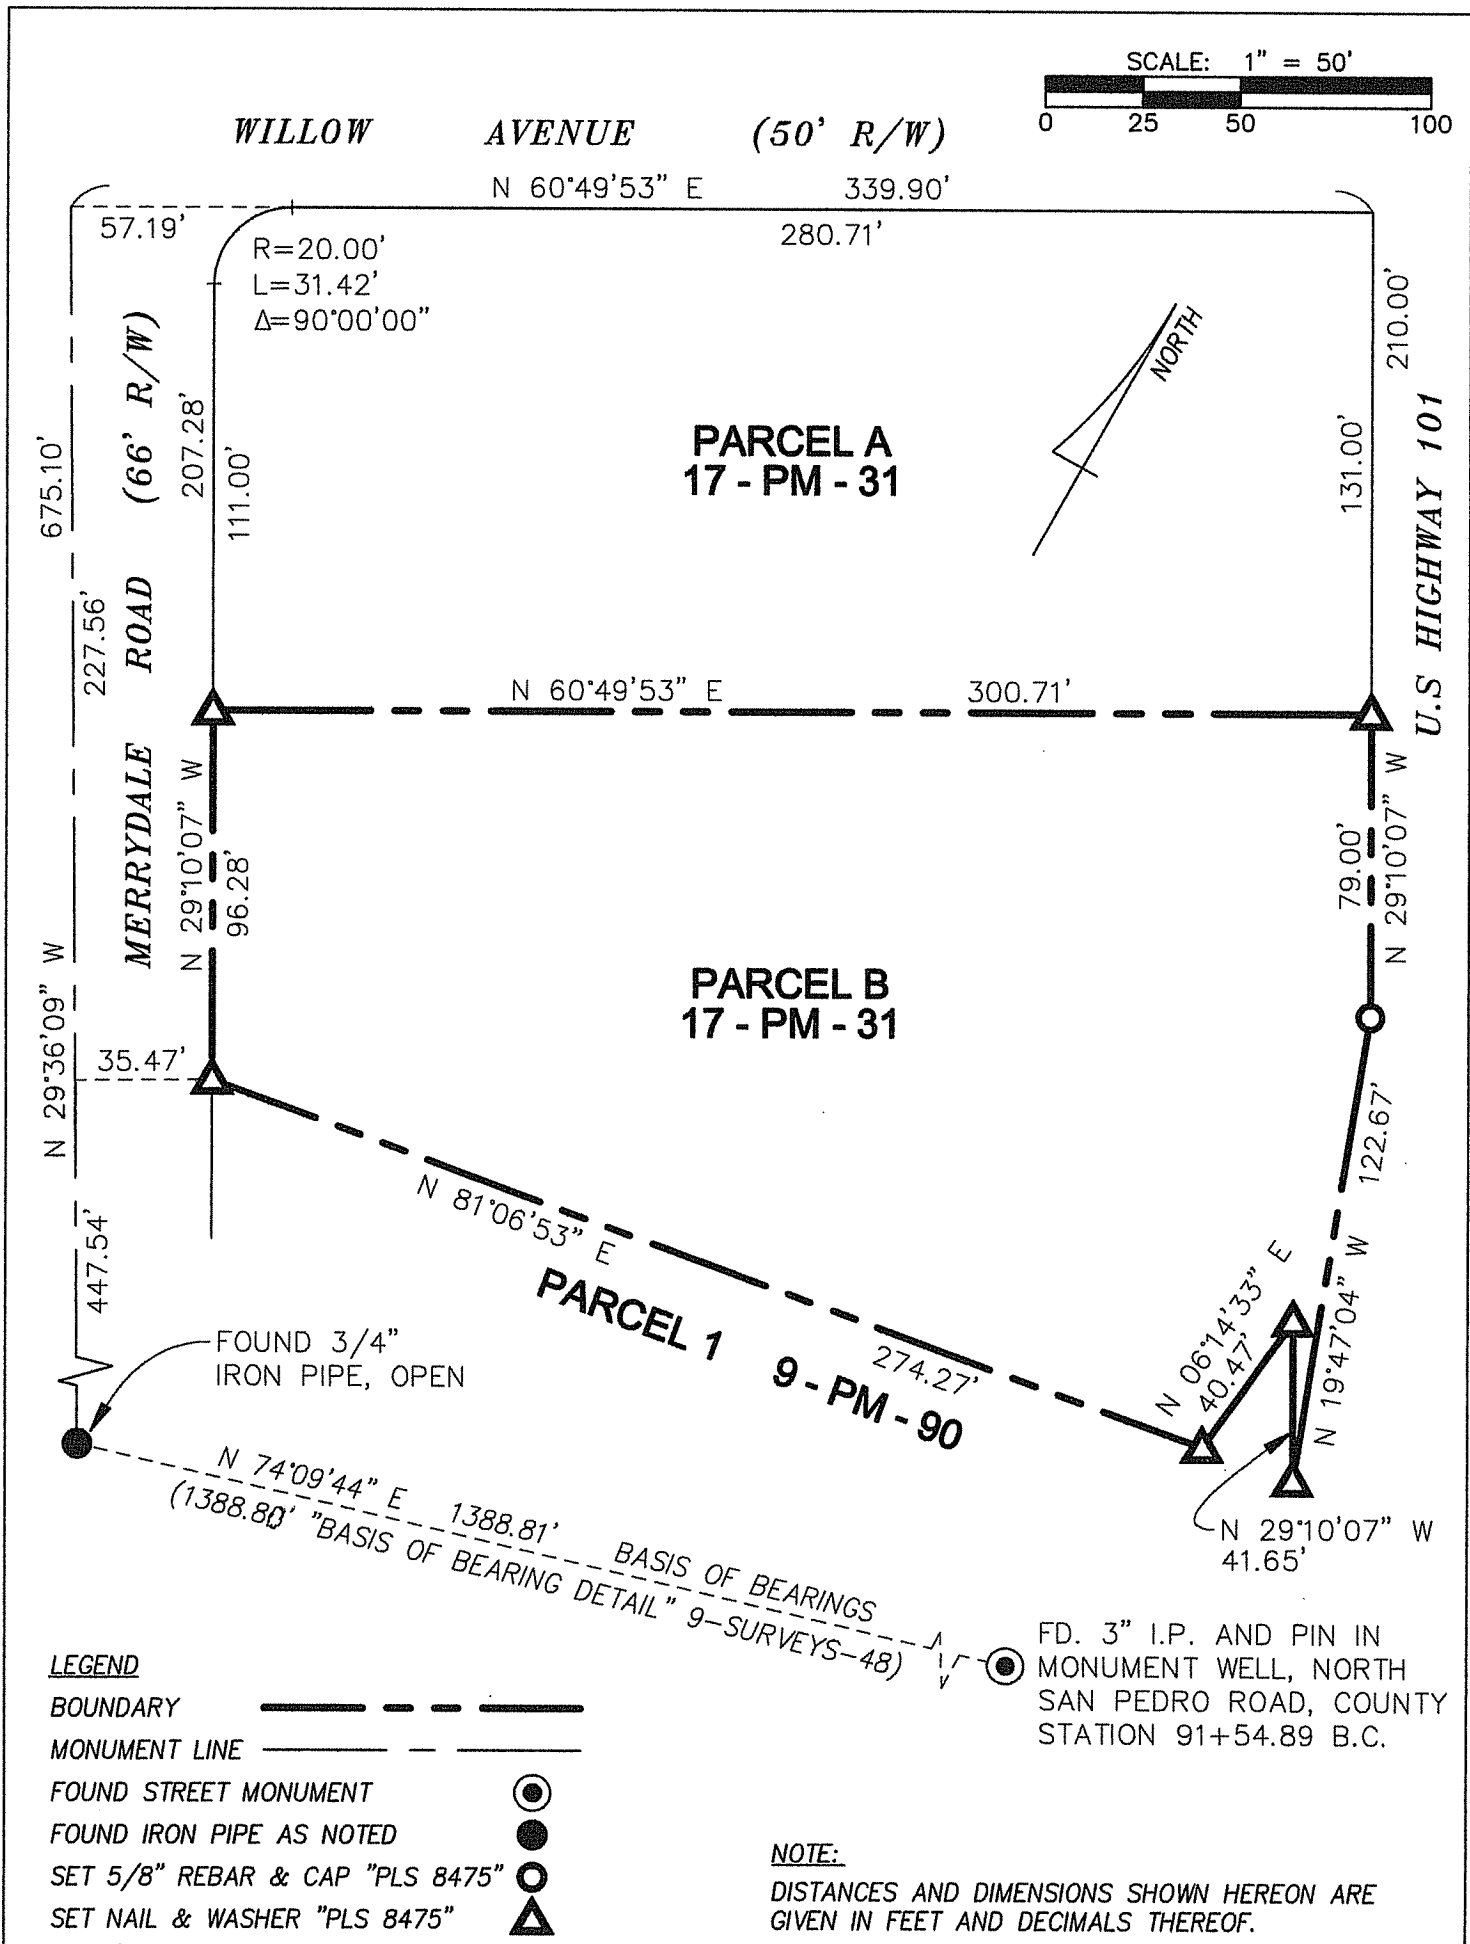 SCALE: 1" = 50'
0 25 50 100
WILLOW AVENUE (50' R/W)
N 60°49'53" E 339.90'
57.19'
280.71'
R=20.00'
L=31.42'
Δ=90°00'00"
NORTH
210.00'
131.00'
U.S HIGHWAY 101
675.10'
MERRYDALE ROAD (66' R/W)
207.28'
111.00'
227.56'
PARCEL A
17 - PM - 31
N 60°49'53" E 300.71'
N 29°10'07" W
96.28'
79.00'
N 29°10'07" W
PARCEL B
17 - PM - 31
N 29°36'09" W
35.47'
122.67'
N 19°47'04" W
N 81°06'53" E
274.27'
PARCEL 1 9 - PM - 90
N 06°14'33" E
40.47'
447.54'
FOUND 3/4"
IRON PIPE, OPEN
N 29°10'07" W
41.65'
N 74°09'44" E 1388.81' BASIS OF BEARINGS
(1388.80' "BASIS OF BEARING DETAIL" 9-SURVEYS-48)
FD. 3" I.P. AND PIN IN
MONUMENT WELL, NORTH
SAN PEDRO ROAD, COUNTY
STATION 91+54.89 B.C.
LEGEND
BOUNDARY
MONUMENT LINE
FOUND STREET MONUMENT
FOUND IRON PIPE AS NOTED
SET 5/8" REBAR & CAP "PLS 8475"
SET NAIL & WASHER "PLS 8475"
NOTE:
DISTANCES AND DIMENSIONS SHOWN HEREON ARE
GIVEN IN FEET AND DECIMALS THEREOF.